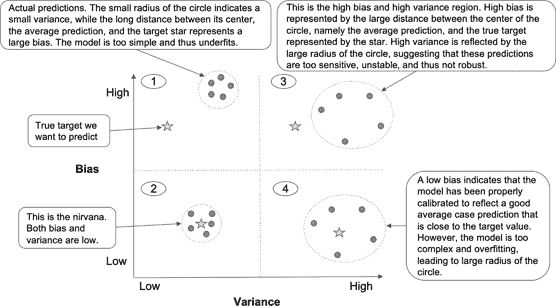 Actual predictions. The small radius of the circle indicates a
small variance, while the long distance between its center,
the average prediction, and the target star represents a
large bias. The model is too simple and thus underfits.
This is the high bias and high variance region. High bias is
represented by the large distance between the center of the
circle, namely the average prediction, and the true target
represented by the star. High variance is reflected by the
large radius of the circle, suggesting that these predictions
are too sensitive, unstable, and thus not robust.
1
3
High
True target we
want to predict
Bias
2
4
This is the nirvana.
Both bias and
variance are low.
A low bias indicates that the
model has been properly
calibrated to reflect a good
average case prediction that
is close to the target value.
However, the model is too
complex and overfitting,
leading to large radius of the
circle.
Low
Low
High
Variance